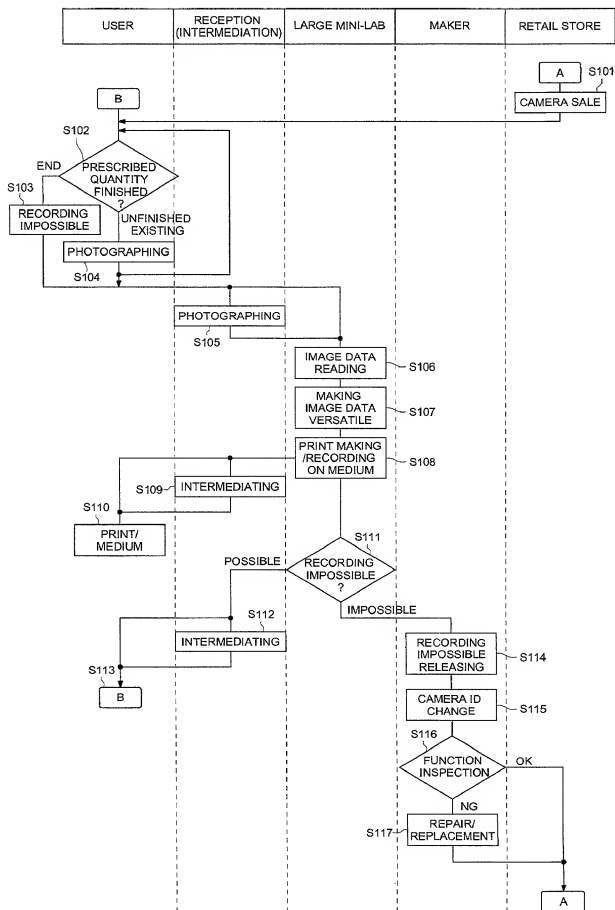 USER
RECEPTION
(INTERMEDIATION)
LARGE MINI-LAB
MAKER
RETAIL STORE
A
S101
CAMERA SALE
B
S102
PRESCRIBED
QUANTITY
FINISHED
?
END
S103
RECORDING
IMPOSSIBLE
UNFINISHED
EXISTING
PHOTOGRAPHING
S104
PHOTOGRAPHING
S105
IMAGE DATA
READING
S106
MAKING
IMAGE DATA
VERSATILE
S107
PRINT MAKING
/RECORDING
ON MEDIUM
S108
S109
INTERMEDIATING
S110
PRINT/
MEDIUM
S111
RECORDING
IMPOSSIBLE
?
POSSIBLE
IMPOSSIBLE
S112
INTERMEDIATING
S113
B
RECORDING
IMPOSSIBLE
RELEASING
S114
CAMERA ID
CHANGE
S115
S116
FUNCTION
INSPECTION
OK
NG
S117
REPAIR/
REPLACEMENT
A